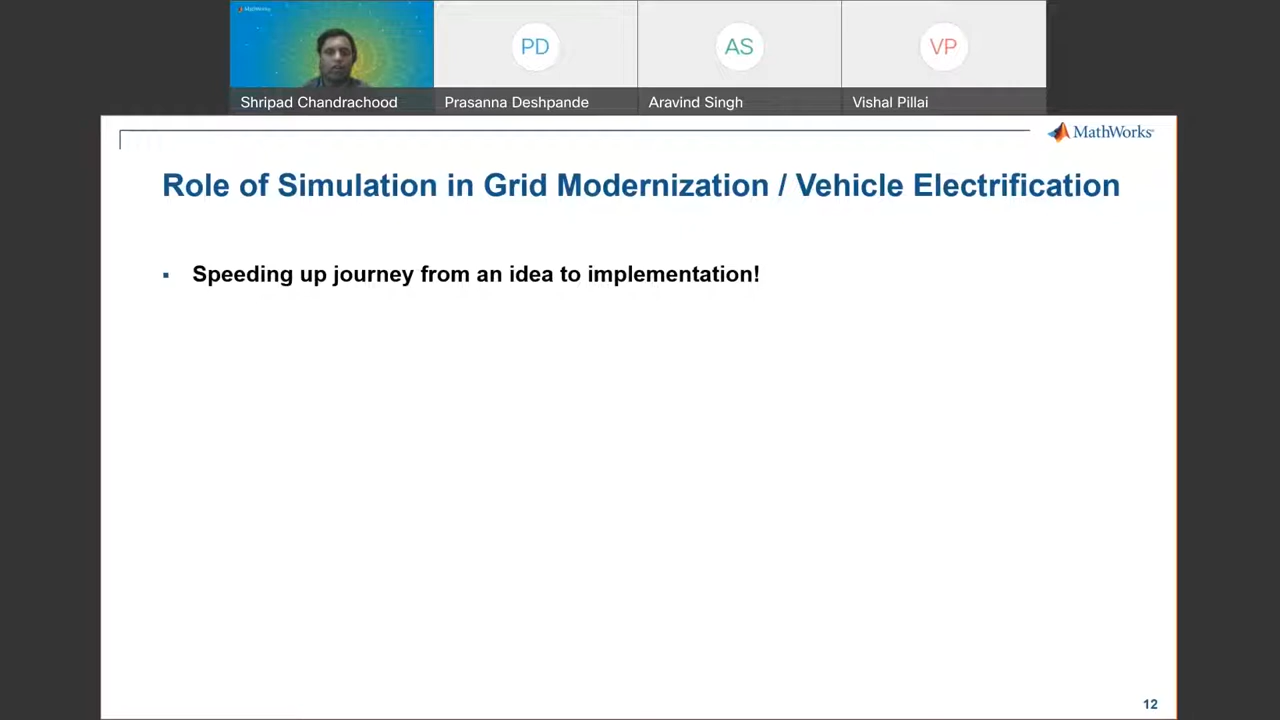 MathWorks
PD
AS
VP
Shripad Chandrachood
Prasanna Deshpande
Aravind Singh
Vishal Pillai
MathWorks
Role of Simulation in Grid Modernization / Vehicle Electrification
▪ Speeding up journey from an idea to implementation!
12